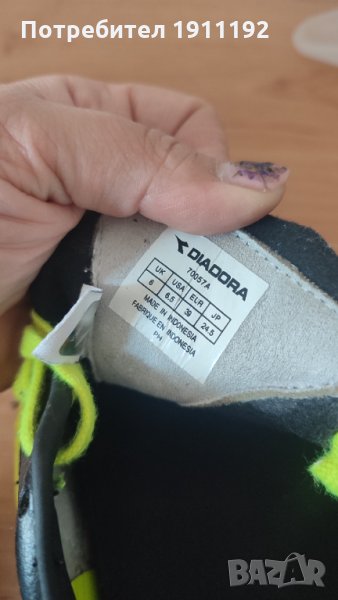 Потребител 1911192
DIADORA
70057A
UK USA EUR JP
6 6.5 39 24.5
MADE IN INDONESIA
FABRIQUE EN INDONESIA
PH
BAZAR